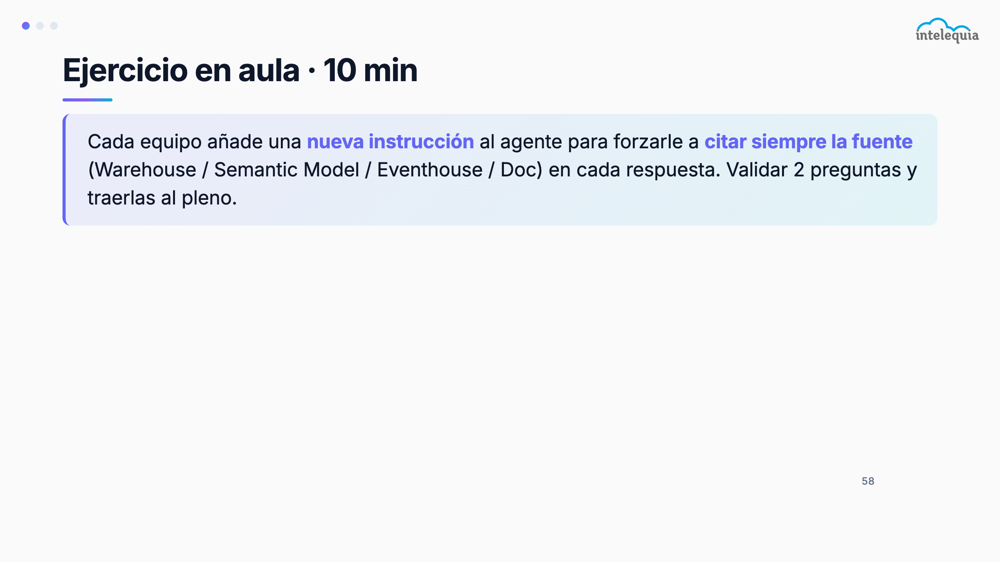 intelequia
Ejercicio en aula · 10 min
Cada equipo añade una nueva instrucción al agente para forzarle a citar siempre la fuente
(Warehouse / Semantic Model / Eventhouse / Doc) en cada respuesta. Validar 2 preguntas y
traerlas al pleno.
58